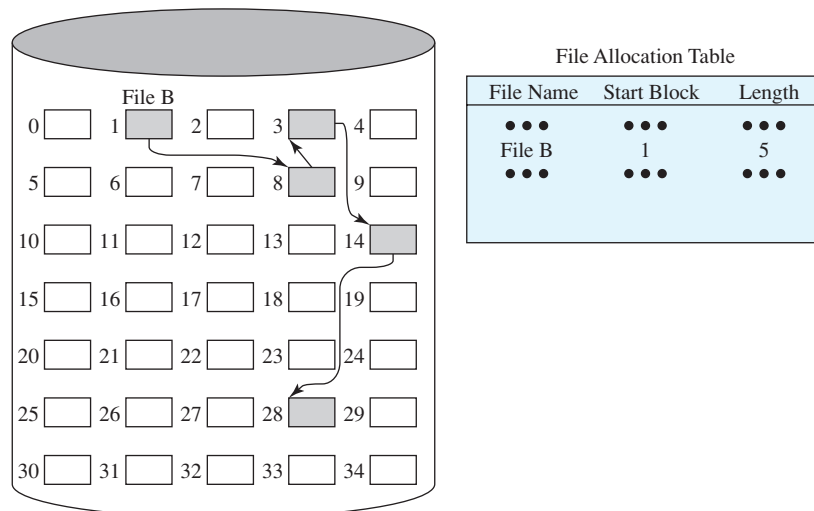 File B
0 1 2 3 4
5 6 7 8 9
10 11 12 13 14
15 16 17 18 19
20 21 22 23 24
25 26 27 28 29
30 31 32 33 34
File Allocation Table
File Name Start Block Length
••• ••• •••
File B 1 5
••• ••• •••